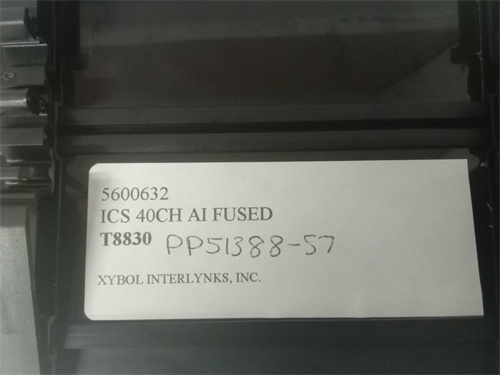 5600632
ICS 40CH AI FUSED
T8830 PP51388-57
XYBOL INTERLYNKS, INC.